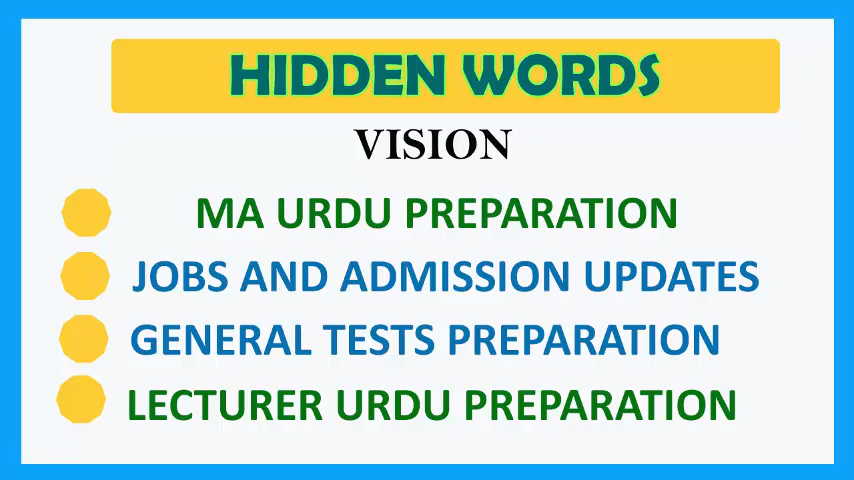 HIDDEN WORDS
VISION
MA URDU PREPARATION
JOBS AND ADMISSION UPDATES
GENERAL TESTS PREPARATION
LECTURER URDU PREPARATION